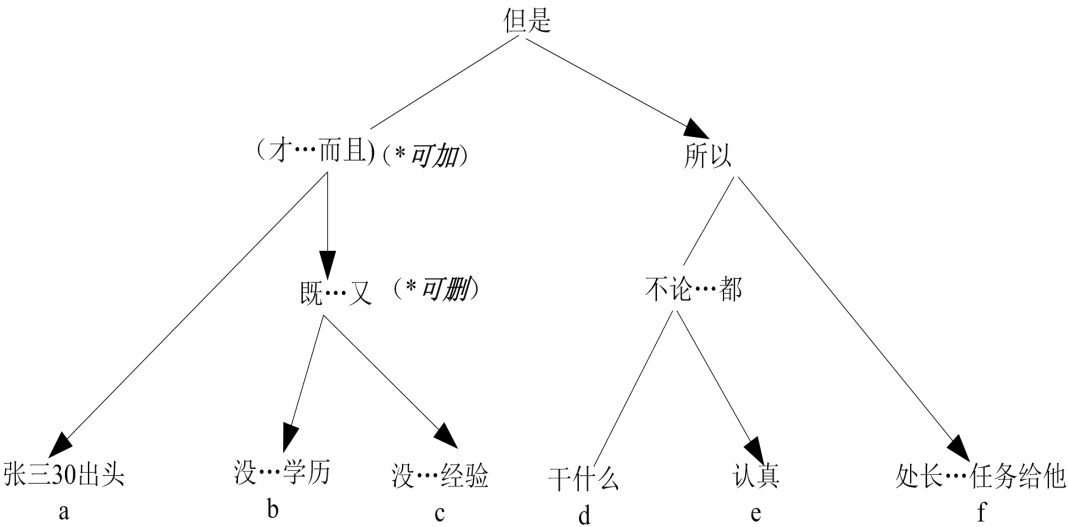 但是
(才…而且)(*可加)
所以
既…又 (*可删)
不论…都
张三30出头
没…学历
没…经验
干什么
认真
处长…任务给他
a
b
c
d
e
f